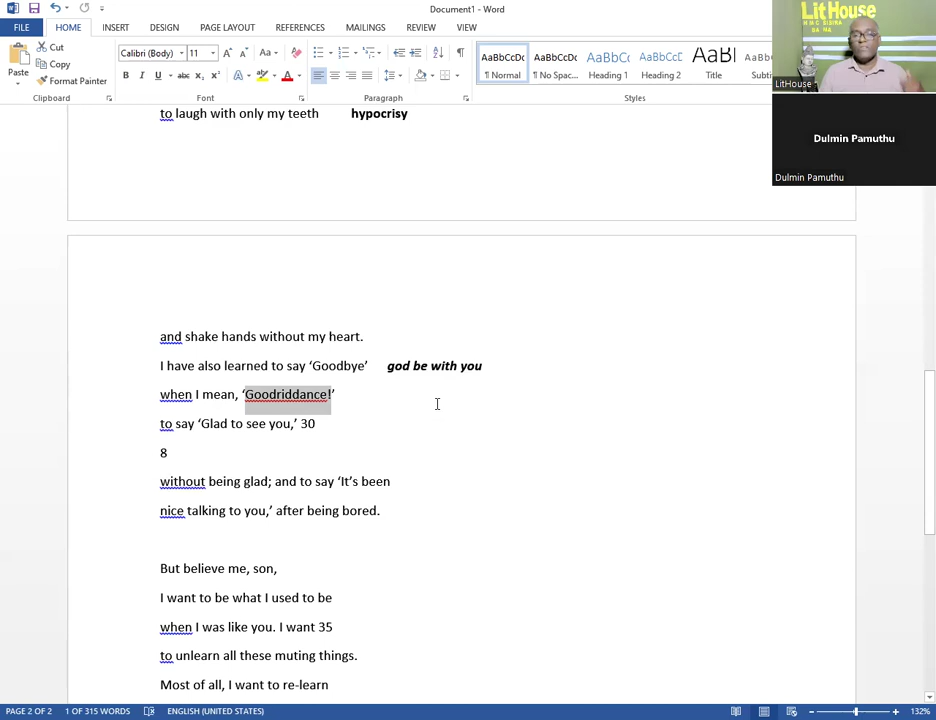 Document1 - Word
FILE HOME INSERT DESIGN PAGE LAYOUT REFERENCES MAILINGS REVIEW VIEW
Paste
Cut
Copy
Format Painter
Calibri (Body) 11
AaBbCcDc AaBbCcDc AaBbCc AaBbCcD AaBl
¶ Normal ¶ No Spac... Heading 1 Heading 2 Title Subti
Clipboard Font Paragraph Styles
LitHouse
LitHouse
Dulmin Pamuthu
Dulmin Pamuthu
to laugh with only my teeth hypocrisy
and shake hands without my heart.
I have also learned to say ‘Goodbye’ god be with you
when I mean, ‘Goodriddance!’
to say ‘Glad to see you,’ 30
8
without being glad; and to say ‘It’s been
nice talking to you,’ after being bored.
But believe me, son,
I want to be what I used to be
when I was like you. I want 35
to unlearn all these muting things.
Most of all, I want to re-learn
PAGE 2 OF 2 1 OF 315 WORDS ENGLISH (UNITED STATES) 132%